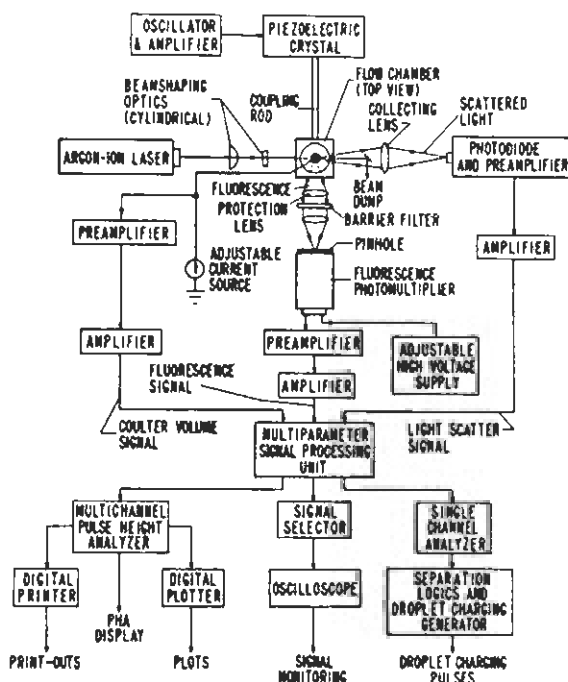 OSCILLATOR
& AMPLIFIER
PIEZOELECTRIC
CRYSTAL
BEAMSHAPING
OPTICS
(CYLINDRICAL)
COUPLING
ROD
FLOW CHAMBER
(TOP VIEW)
COLLECTING
LENS
SCATTERED
LIGHT
ARGON-ION LASER
PHOTODIODE
AND PREAMPLIFIER
BEAM
DUMP
FLUORESCENCE
PROTECTION
LENS
BARRIER FILTER
PREAMPLIFIER
PINHOLE
AMPLIFIER
ADJUSTABLE
CURRENT
SOURCE
FLUORESCENCE
PHOTOMULTIPLIER
AMPLIFIER
PREAMPLIFIER
ADJUSTABLE
HIGH VOLTAGE
SUPPLY
FLUORESCENCE
SIGNAL
AMPLIFIER
COULTER VOLUME
SIGNAL
MULTIPARAMETER
SIGNAL PROCESSING
UNIT
LIGHT SCATTER
SIGNAL
MULTICHANNEL
PULSE HEIGHT
ANALYZER
SIGNAL
SELECTOR
SINGLE
CHANNEL
ANALYZER
DIGITAL
PRINTER
DIGITAL
PLOTTER
OSCILLOSCOPE
SEPARATION
LOGICS AND
DROPLET CHARGING
GENERATOR
PHA
DISPLAY
PRINT-OUTS
PLOTS
SIGNAL
MONITORING
DROPLET CHARGING
PULSES